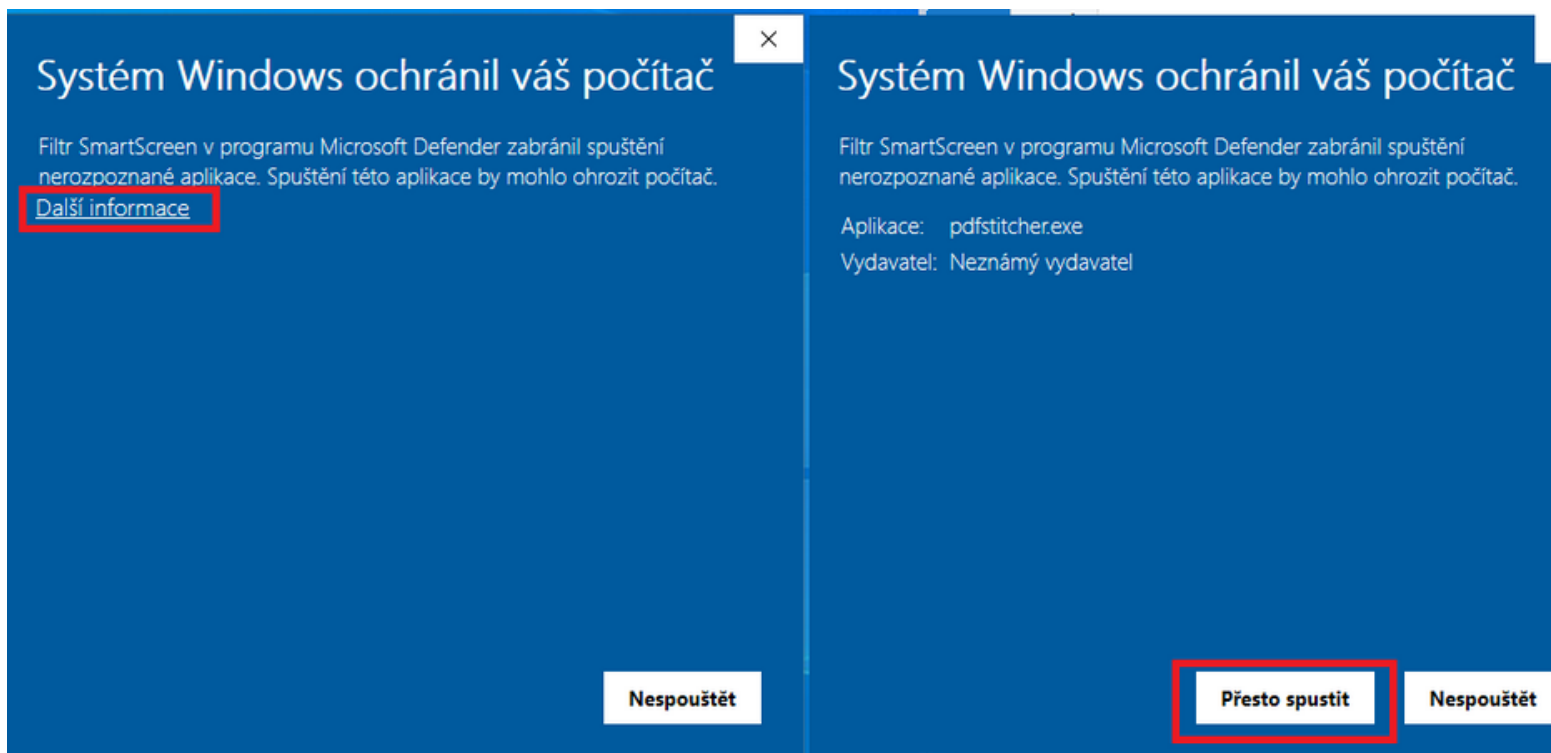 Systém Windows ochránil váš počítač
Filtr SmartScreen v programu Microsoft Defender zabránil spuštění
nerozpoznané aplikace. Spuštění této aplikace by mohlo ohrozit počítač.
Další informace
Nespouštět
Systém Windows ochránil váš počítač
Filtr SmartScreen v programu Microsoft Defender zabránil spuštění
nerozpoznané aplikace. Spuštění této aplikace by mohlo ohrozit počítač.
Aplikace: pdfstitcher.exe
Vydavatel: Neznámý vydavatel
Přesto spustit
Nespouštět